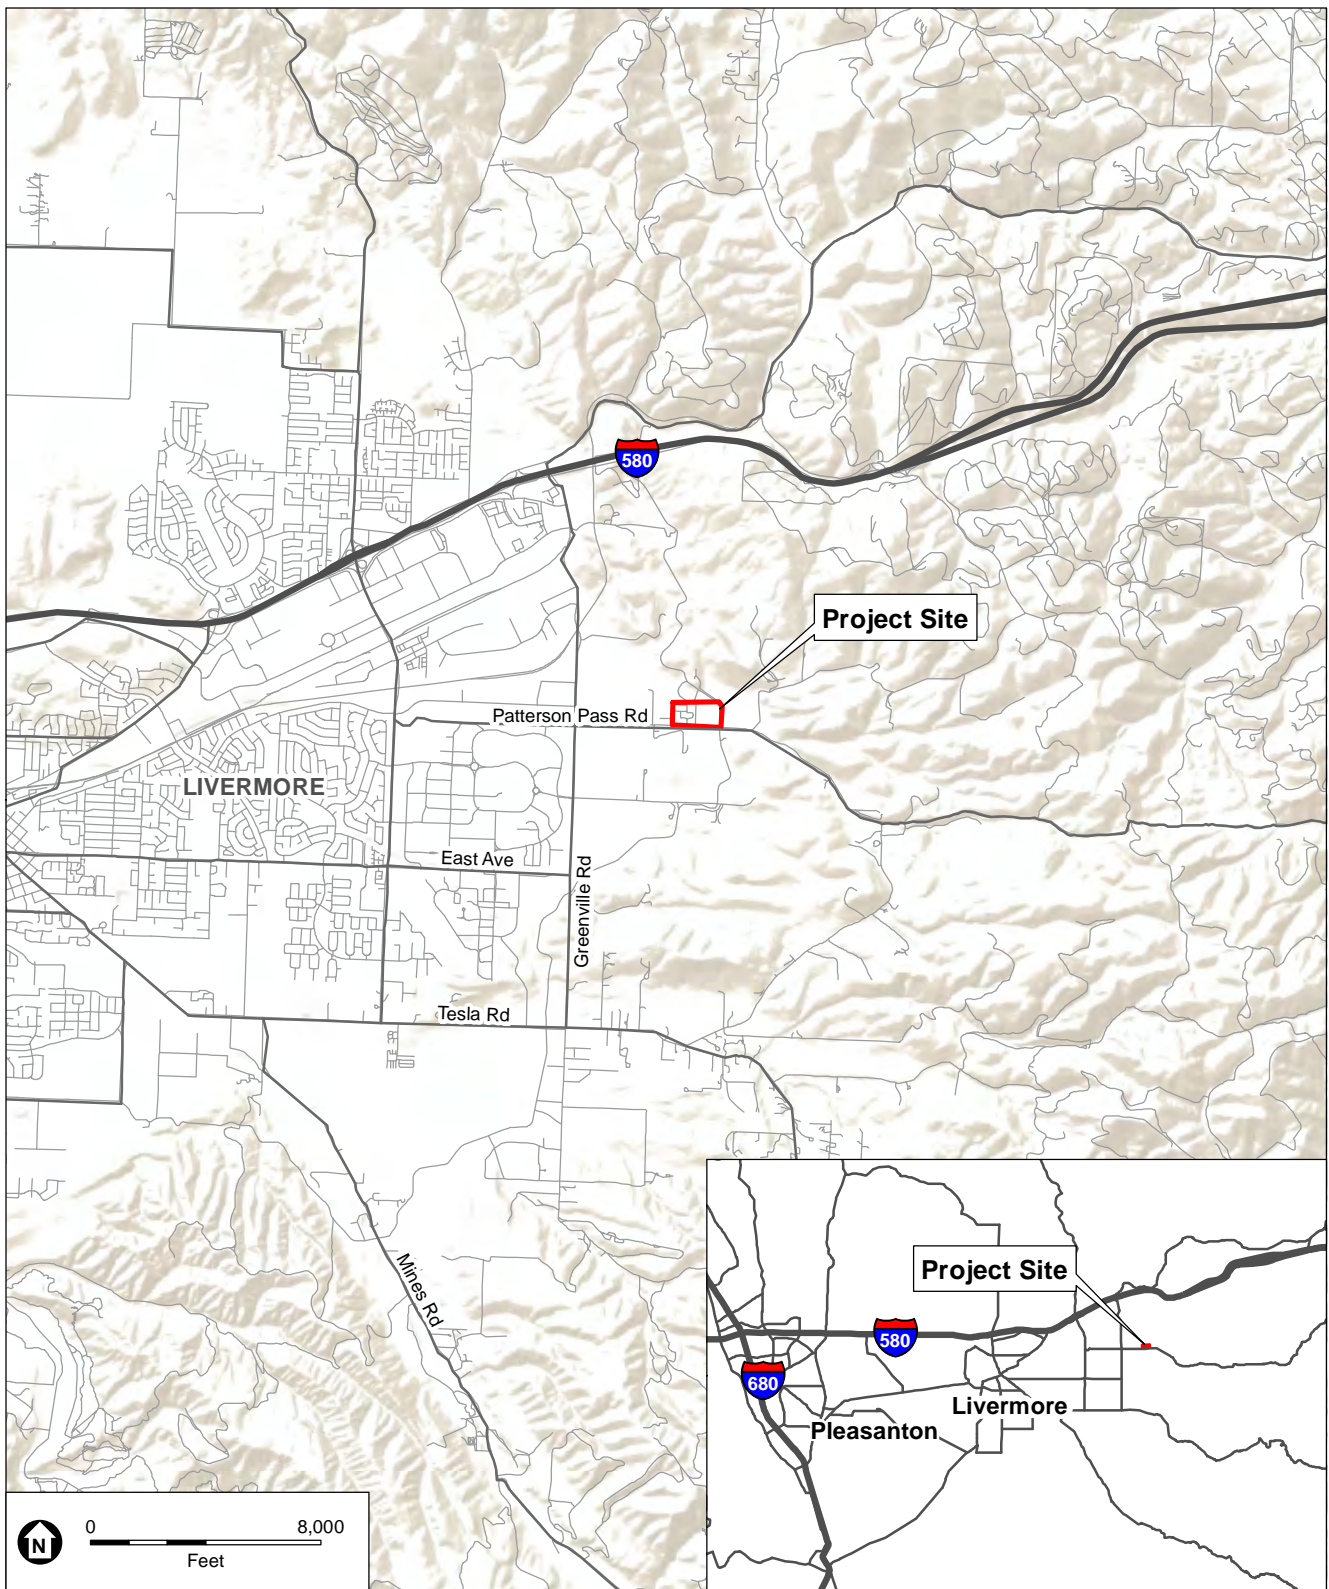 580
Project Site
Patterson Pass Rd
LIVERMORE
East Ave
Greenville Rd
Tesla Rd
Mines Rd
Project Site
580
680
Livermore
Pleasanton
N
0 8,000
Feet